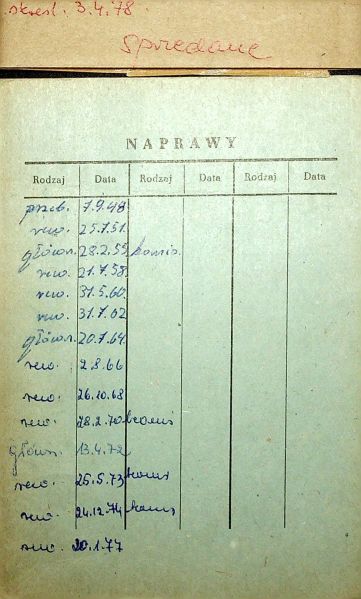 skreśl. 3.4.78.
Sprzedane
NAPRAWY
Rodzaj Data Rodzaj Data Rodzaj Data
przeb. 7.9.48
rew. 25.7.51.
główn. 28.2.55 komis.
rew. 21.7.58.
rew. 31.5.60.
rew. 31.7.62
główn. 20.7.64.
rew. 2.8.66
rew. 26.10.68
rew. 28.2.70 komis
główn. 13.4.72
rew. 25.5.73 komis
rew. 24.12.74 komis
rew. 20.1.77